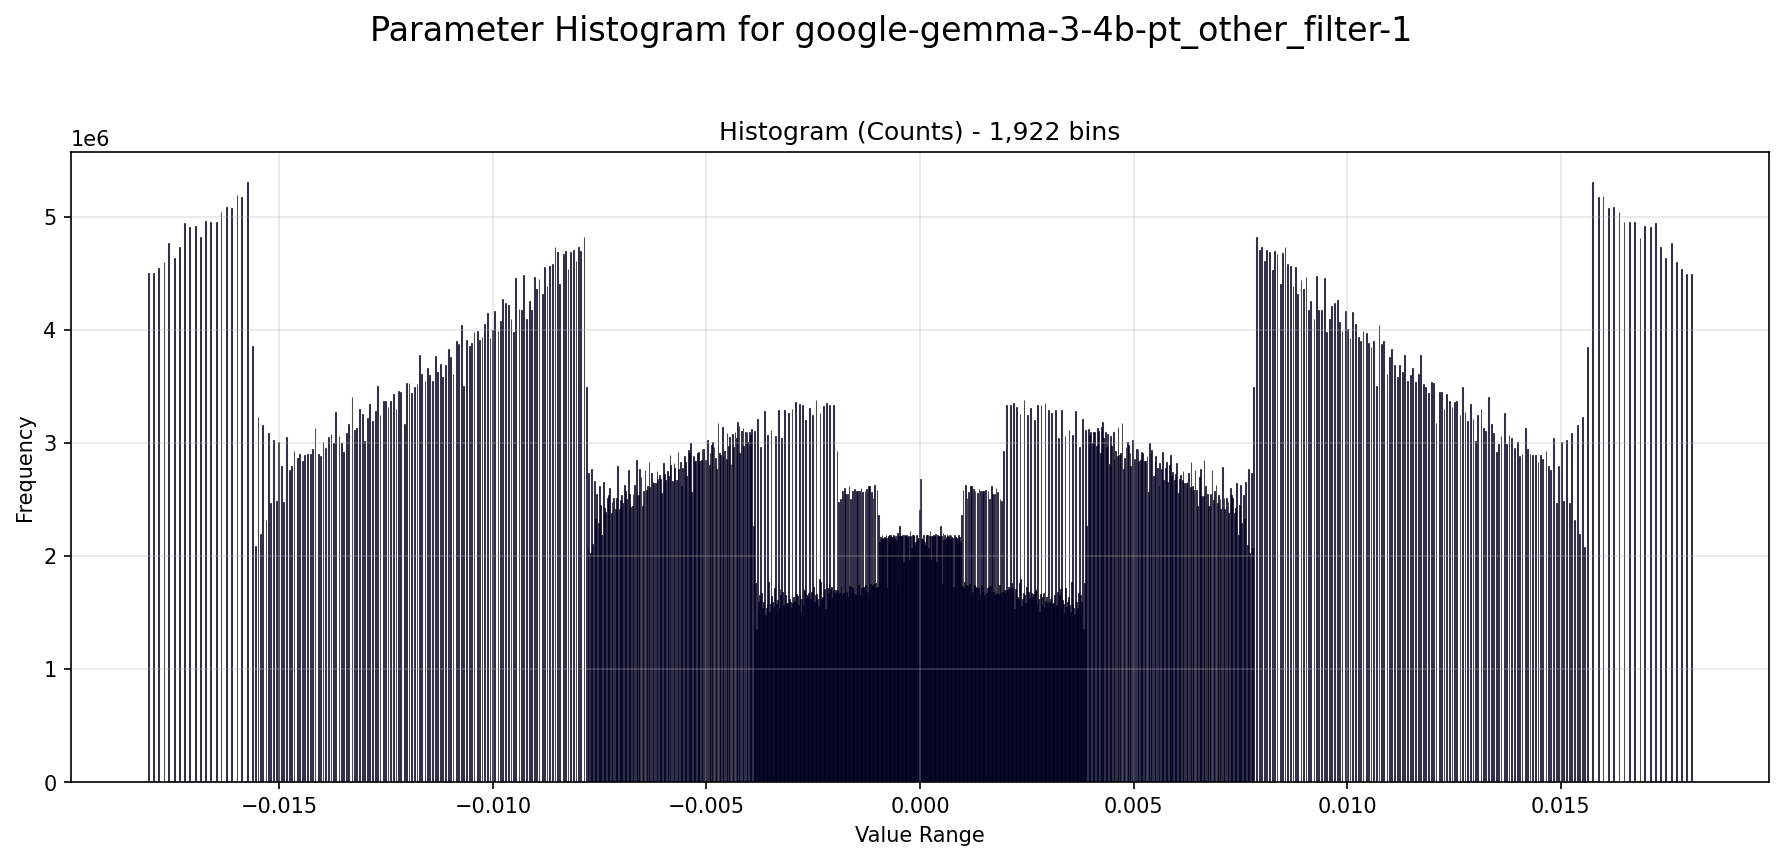 Parameter Histogram for google-gemma-3-4b-pt_other_filter-1
Histogram (Counts) - 1,922 bins
1e6
5
4
3
2
1
0
Frequency
−0.015 −0.010 −0.005 0.000 0.005 0.010 0.015
Value Range